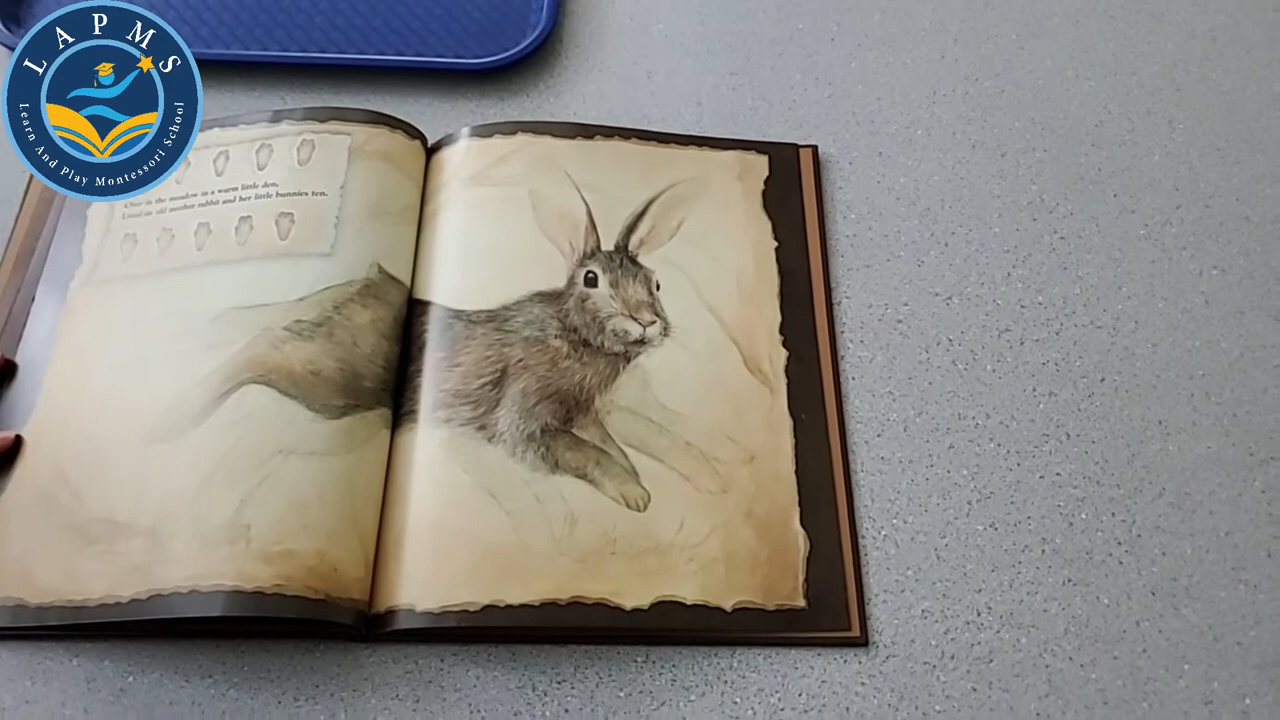 LAPMS
Learn And Play Montessori School
Over in the meadow in a warm little den,
Lived an old mother rabbit and her little bunnies ten.